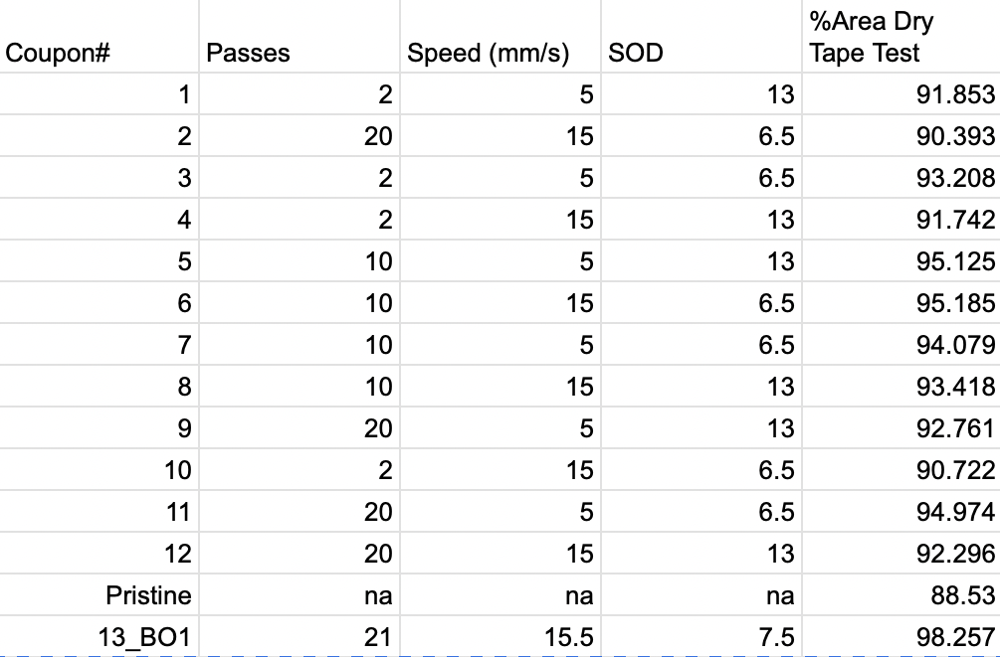 Coupon# Passes Speed (mm/s) SOD %Area Dry Tape Test
1 2 5 13 91.853
2 20 15 6.5 90.393
3 2 5 6.5 93.208
4 2 15 13 91.742
5 10 5 13 95.125
6 10 15 6.5 95.185
7 10 5 6.5 94.079
8 10 15 13 93.418
9 20 5 13 92.761
10 2 15 6.5 90.722
11 20 5 6.5 94.974
12 20 15 13 92.296
Pristine na na na 88.53
13_BO1 21 15.5 7.5 98.257